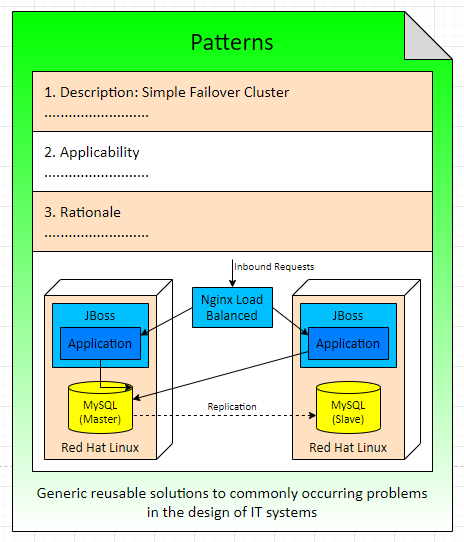 Patterns
1. Description: Simple Failover Cluster
..........................
2. Applicability
..........................
3. Rationale
..........................
Inbound Requests
Nginx Load
Balanced
JBoss
Application
MySQL
(Master)
Red Hat Linux
Replication
JBoss
Application
MySQL
(Slave)
Red Hat Linux
Generic reusable solutions to commonly occurring problems
in the design of IT systems